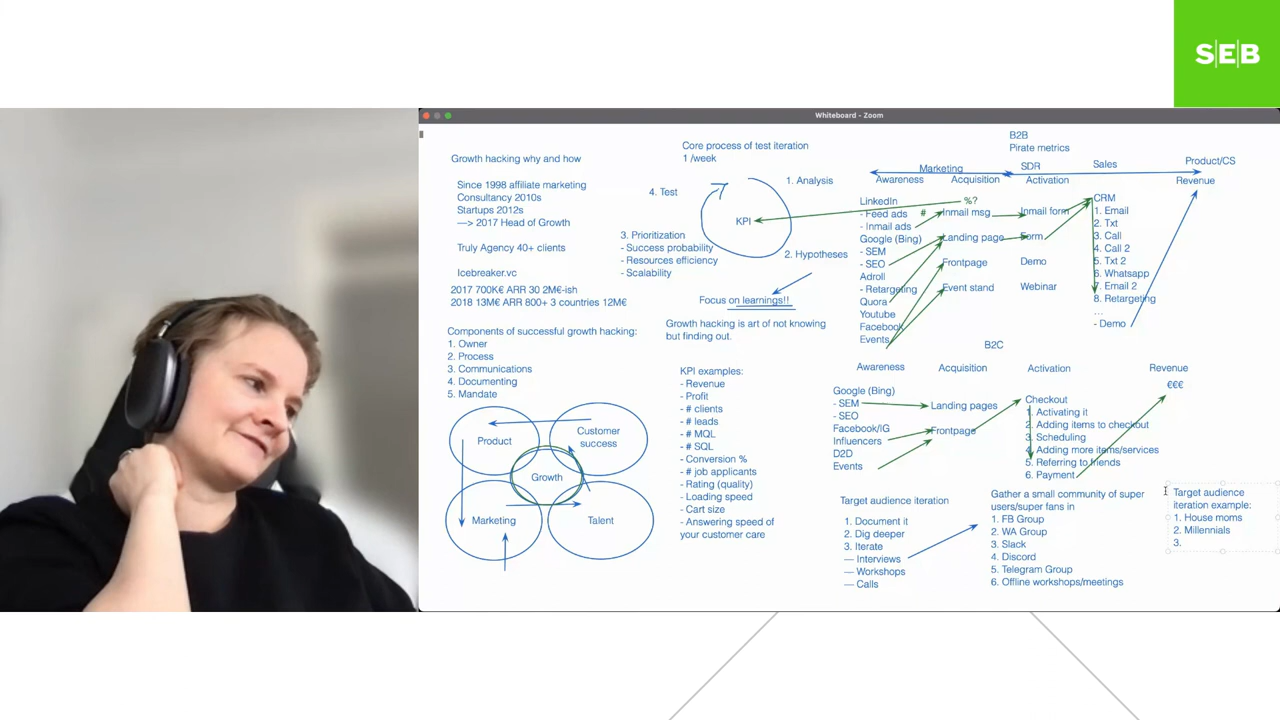 S|E|B
Whiteboard - Zoom
Growth hacking why and how
Since 1998 affiliate marketing
Consultancy 2010s
Startups 2012s
—> 2017 Head of Growth
Truly Agency 40+ clients
Icebreaker.vc
2017 700K€ ARR 30 2M€-ish
2018 13M€ ARR 800+ 3 countries 12M€
Components of successful growth hacking:
1. Owner
2. Process
3. Communications
4. Documenting
5. Mandate
Product
Customer
success
Growth
Marketing
Talent
Core process of test iteration
1 /week
1. Analysis
4. Test
KPI
3. Prioritization
- Success probability
- Resources efficiency
- Scalability
2. Hypotheses
Focus on learnings!!
Growth hacking is art of not knowing
but finding out.
KPI examples:
- Revenue
- Profit
- # clients
- # leads
- # MQL
- # SQL
- Conversion %
- # job applicants
- Rating (quality)
- Loading speed
- Cart size
- Answering speed of
your customer care
B2B
Pirate metrics
Marketing
SDR
Sales
Product/CS
Awareness
Acquisition
Activation
Revenue
LinkedIn
- Feed ads
- Inmail ads
Google (Bing)
- SEM
- SEO
Adroll
- Retargeting
Quora
Youtube
Facebook
Events
%?
#
Inmail msg
Landing page
Frontpage
Event stand
Inmail form
Form
Demo
Webinar
CRM
1. Email
2. Txt
3. Call
4. Call 2
5. Txt 2
6. Whatsapp
7. Email 2
8. Retargeting
...
- Demo
B2C
Awareness
Acquisition
Activation
Revenue
€€€
Google (Bing)
- SEM
- SEO
Facebook/IG
Influencers
D2D
Events
Landing pages
Frontpage
Checkout
1. Activating it
2. Adding items to checkout
3. Scheduling
4. Adding more items/services
5. Referring to friends
6. Payment
Target audience iteration
1. Document it
2. Dig deeper
3. Iterate
— Interviews
— Workshops
— Calls
Gather a small community of super
users/super fans in
1. FB Group
2. WA Group
3. Slack
4. Discord
5. Telegram Group
6. Offline workshops/meetings
Target audience
iteration example:
1. House moms
2. Millennials
3.